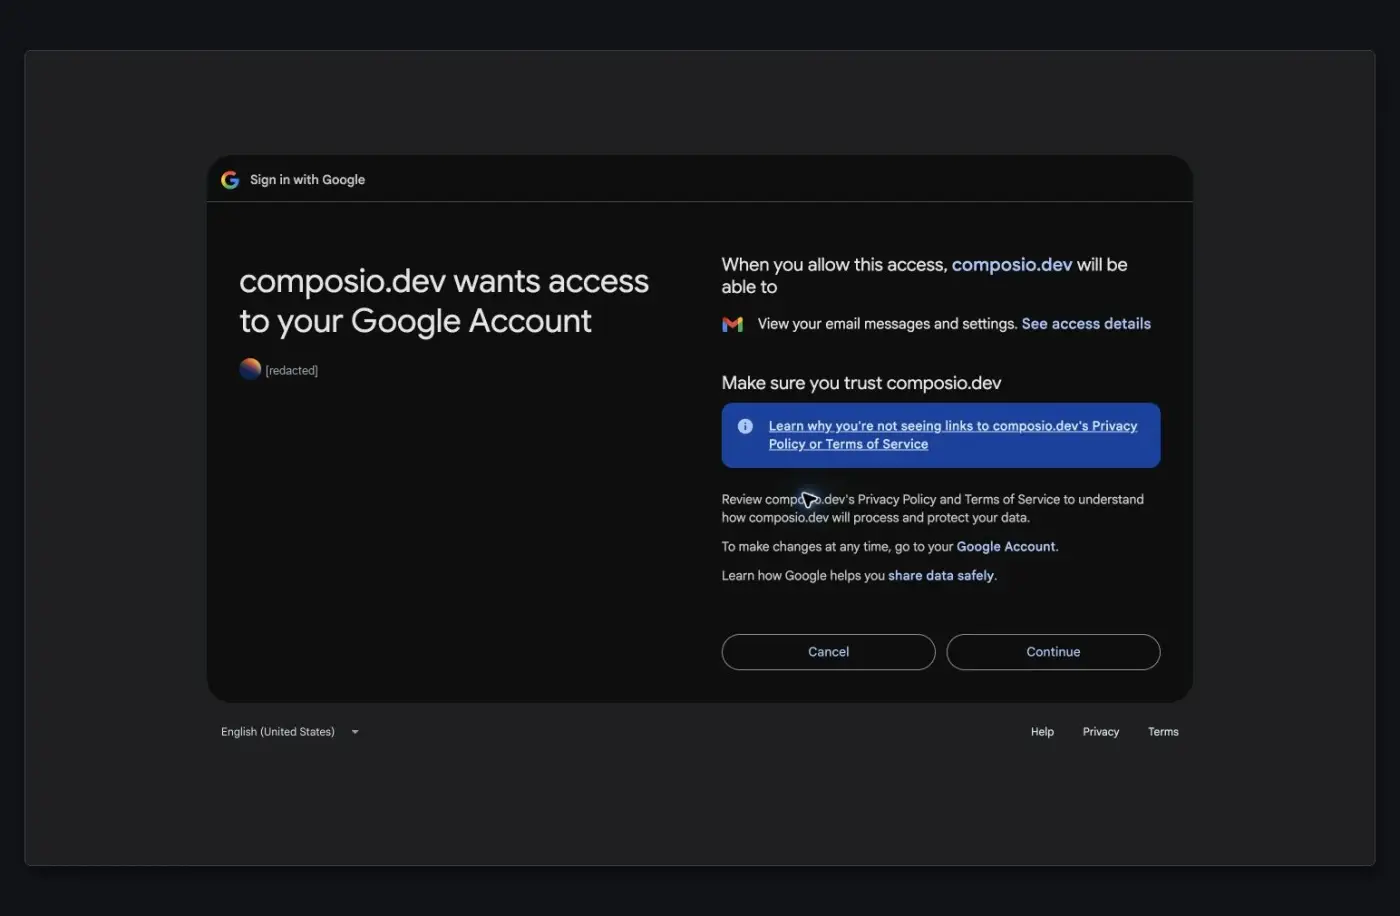 Sign in with Google
composio.dev wants access
to your Google Account
[redacted]
When you allow this access, composio.dev will be
able to
View your email messages and settings. See access details
Make sure you trust composio.dev
Learn why you're not seeing links to composio.dev's Privacy
Policy or Terms of Service
Review composio.dev's Privacy Policy and Terms of Service to understand
how composio.dev will process and protect your data.
To make changes at any time, go to your Google Account.
Learn how Google helps you share data safely.
Cancel
Continue
English (United States)
Help
Privacy
Terms